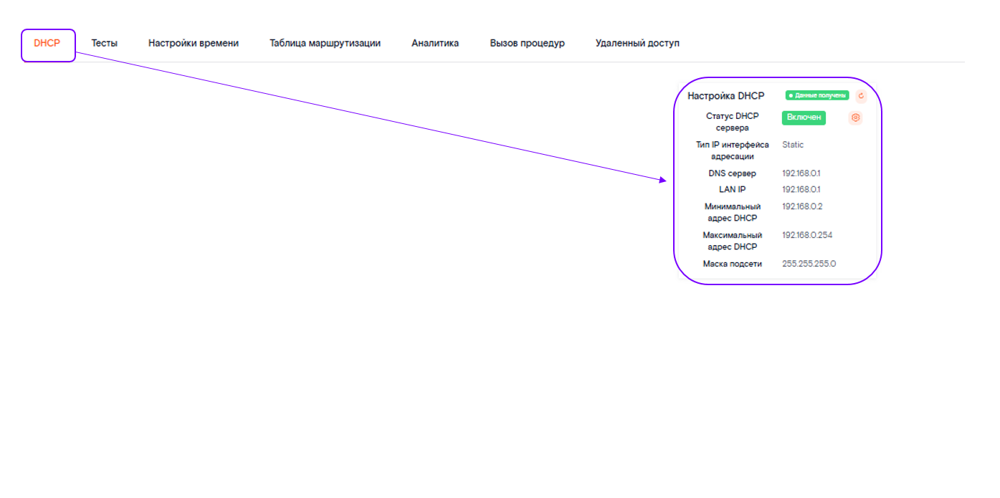 DHCP Тесты Настройки времени Таблица маршрутизации Аналитика Вызов процедур Удаленный доступ
Настройка DHCP Данные получены
Статус DHCP Включен
сервера
Тип IP интерфейса Static
адресации
DNS сервер 192.168.0.1
LAN IP 192.168.0.1
Минимальный 192.168.0.2
адрес DHCP
Максимальный 192.168.0.254
адрес DHCP
Маска подсети 255.255.255.0